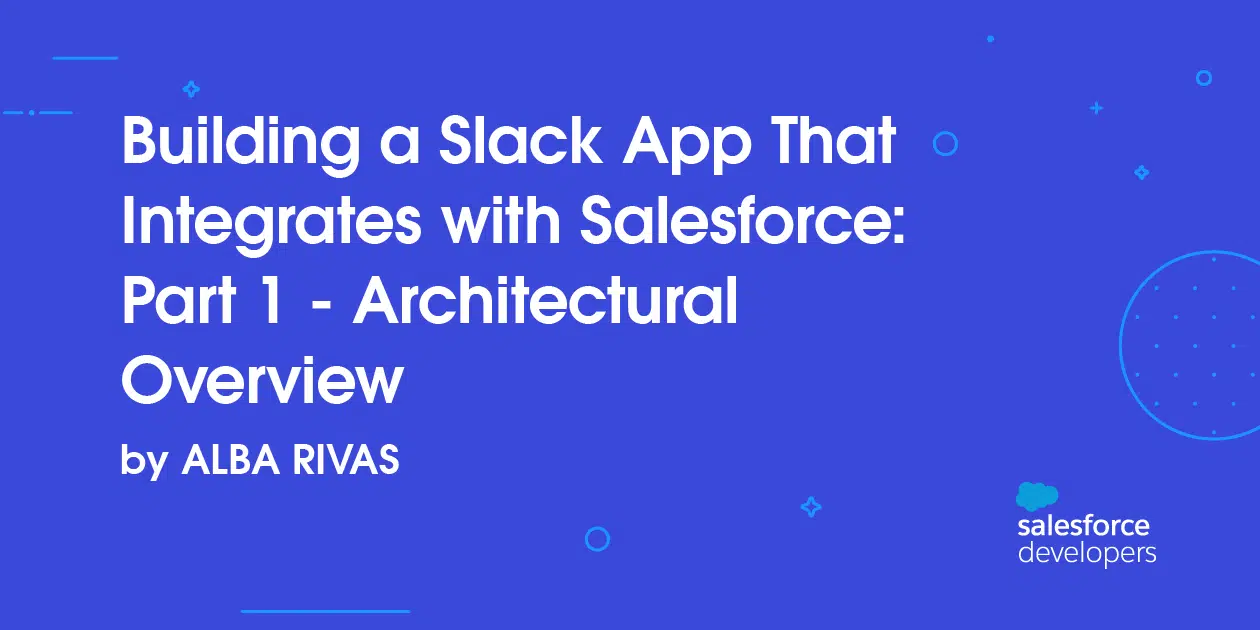 Building a Slack App That
Integrates with Salesforce:
Part 1 - Architectural
Overview
by ALBA RIVAS
salesforce
developers